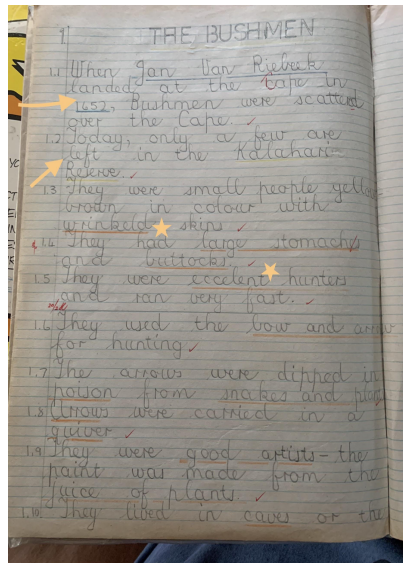 1 THE BUSHMEN
1.1 When Jan Van Riebeek
landed at the Cape in
1652, Bushmen were scatterd
over the Cape.
1.2 Today, only a few are
left in the Kalahari
Reserve.
1.3 They were small people yellow
brown in colour with
wrinkeld skins
1.4 They had large stomachs
and buttocks.
1.5 They were eccelent hunters
and ran very fast.
1.6 They used the bow and arrow
for hunting
1.7 The arrows were dipped in
poison from snakes and plants
1.8 Arrows were carried in a
quiver
1.9 They were good artists - the
paint was made from the
juice of plants
1.10 They lived in caves or the